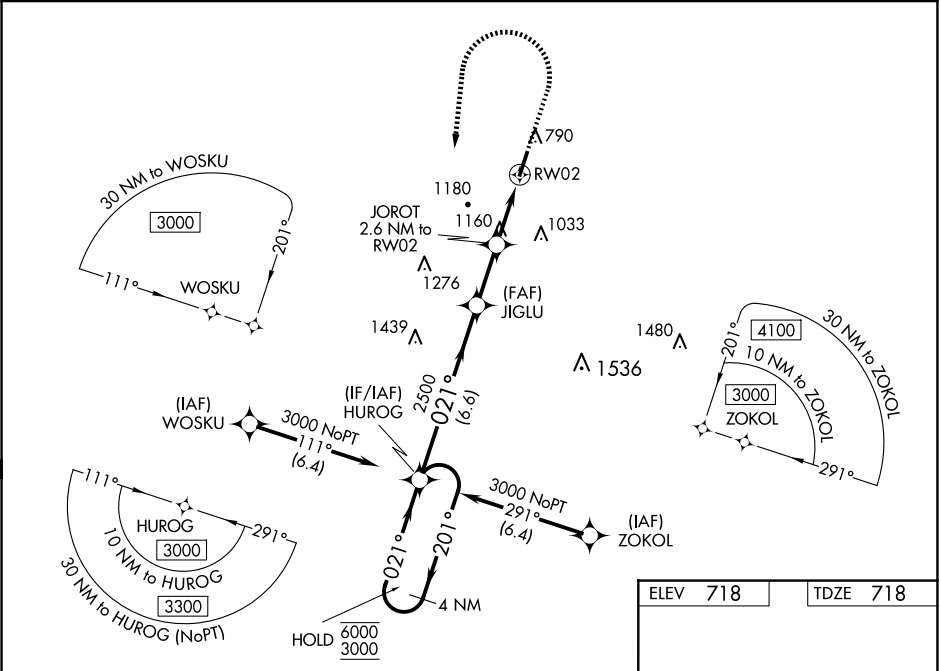 790
RW02
30 NM to WOSKU
3000
201°
111°
WOSKU
1180
JOROT
2.6 NM to
RW02
1160
1033
1276
(FAF)
JIGLU
1439
1480
1536
30 NM to ZOKOL
4100
201°
10 NM to ZOKOL
3000
ZOKOL
291°
(IF/IAF)
HUROG
2500
021°
(6.6)
(IAF)
WOSKU
3000 NoPT
111°
(6.4)
3000 NoPT
291°
(6.4)
(IAF)
ZOKOL
111°
HUROG
291°
3000
10 NM to HUROG
3300
30 NM to HUROG (NoPT)
021°
201°
4 NM
HOLD 6000
3000
ELEV 718
TDZE 718